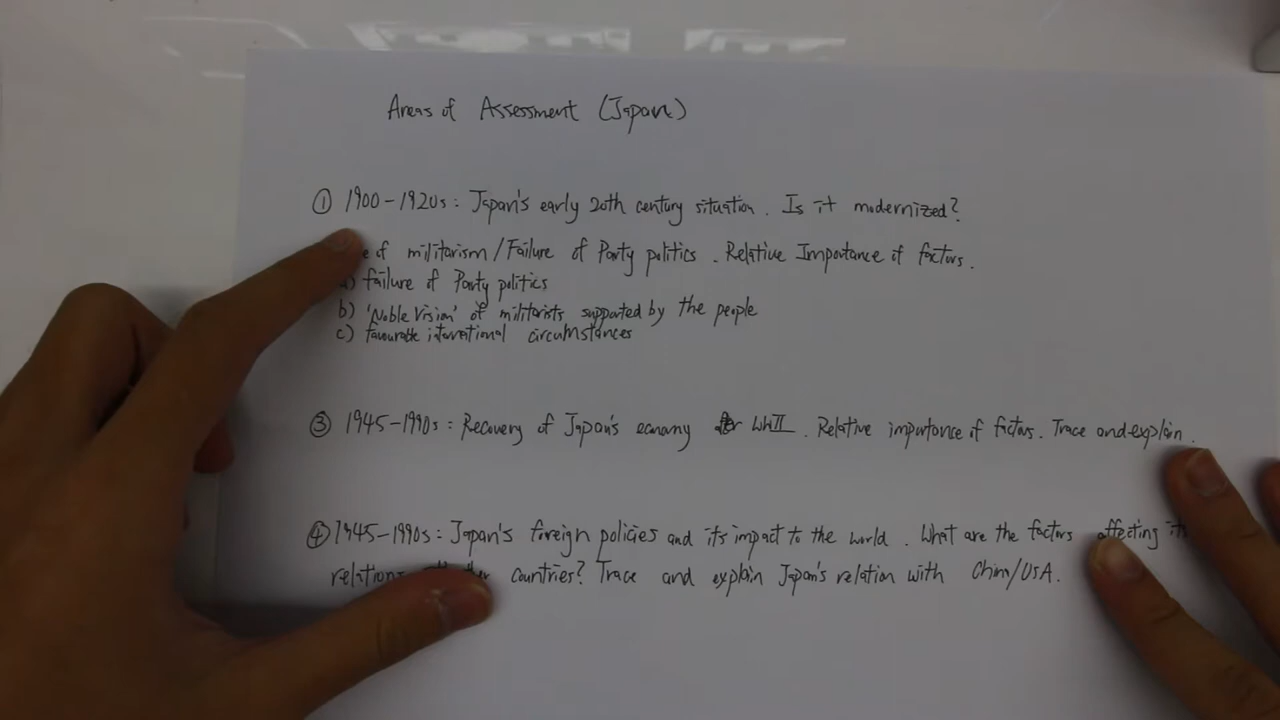 Areas of Assessment (Japan)
① 1900-1920s: Japan's early 20th century situation. Is it modernized?
of militarism/Failure of Party politics. Relative Importance of factors.
failure of Party politics
b) 'Noble Vision' of militarists supported by the people
c) favourable international circumstances
③ 1945-1990s: Recovery of Japan's economy after WWII. Relative importance of factors. Trace and explain.
④ 1945-1990s: Japan's foreign policies and its impact to the world. What are the factors affecting its
relations countries? Trace and explain Japan's relation with China/USA.